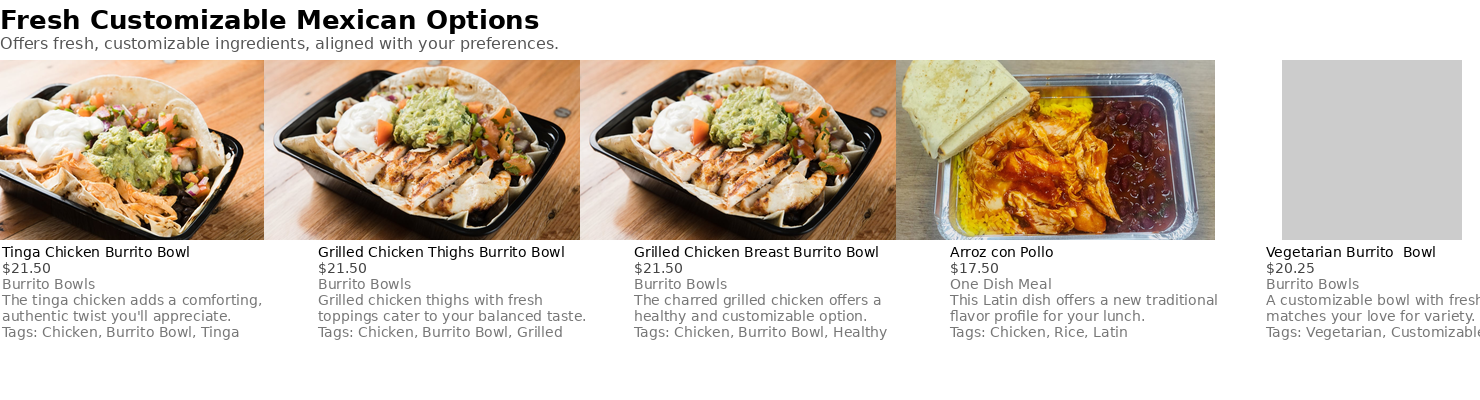 Fresh Customizable Mexican Options
Offers fresh, customizable ingredients, aligned with your preferences.
Tinga Chicken Burrito Bowl
$21.50
Burrito Bowls
The tinga chicken adds a comforting,
authentic twist you'll appreciate.
Tags: Chicken, Burrito Bowl, Tinga
Grilled Chicken Thighs Burrito Bowl
$21.50
Burrito Bowls
Grilled chicken thighs with fresh
toppings cater to your balanced taste.
Tags: Chicken, Burrito Bowl, Grilled
Grilled Chicken Breast Burrito Bowl
$21.50
Burrito Bowls
The charred grilled chicken offers a
healthy and customizable option.
Tags: Chicken, Burrito Bowl, Healthy
Arroz con Pollo
$17.50
One Dish Meal
This Latin dish offers a new traditional
flavor profile for your lunch.
Tags: Chicken, Rice, Latin
Vegetarian Burrito  Bowl
$20.25
Burrito Bowls
A customizable bowl with fresh
matches your love for variety.
Tags: Vegetarian, Customizable